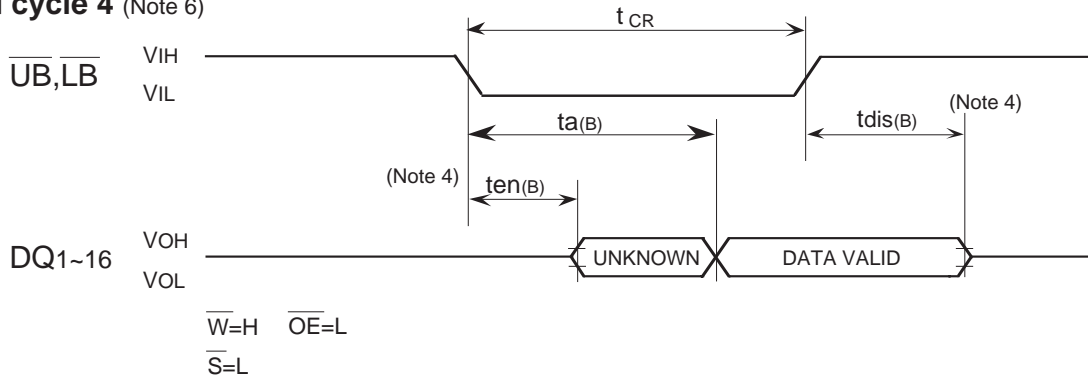 cycle 4 (Note 6)
t CR
UB,LB
VIH
VIL
(Note 4)
ta(B)
tdis(B)
(Note 4)
ten(B)
DQ1~16
VOH
VOL
UNKNOWN
DATA VALID
W=H OE=L
S=L